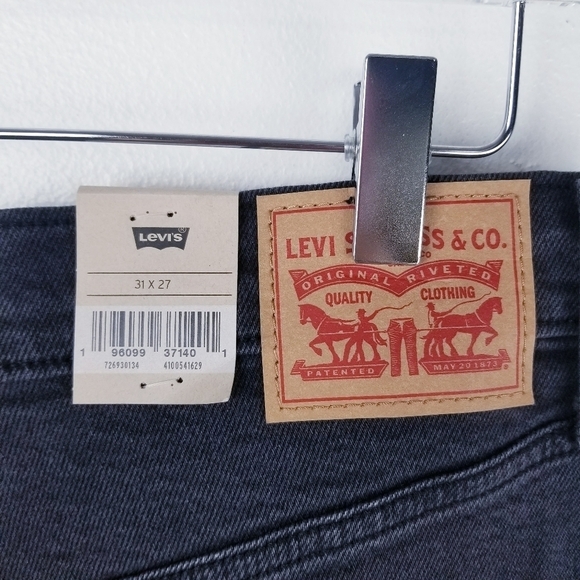 LEVI'S®
31 X 27
1 96099 37140 1
726930134 4100541629
LEVI S SS & CO.
CO
ORIGINAL RIVETED
QUALITY CLOTHING
PATENTED MAY 20 1873